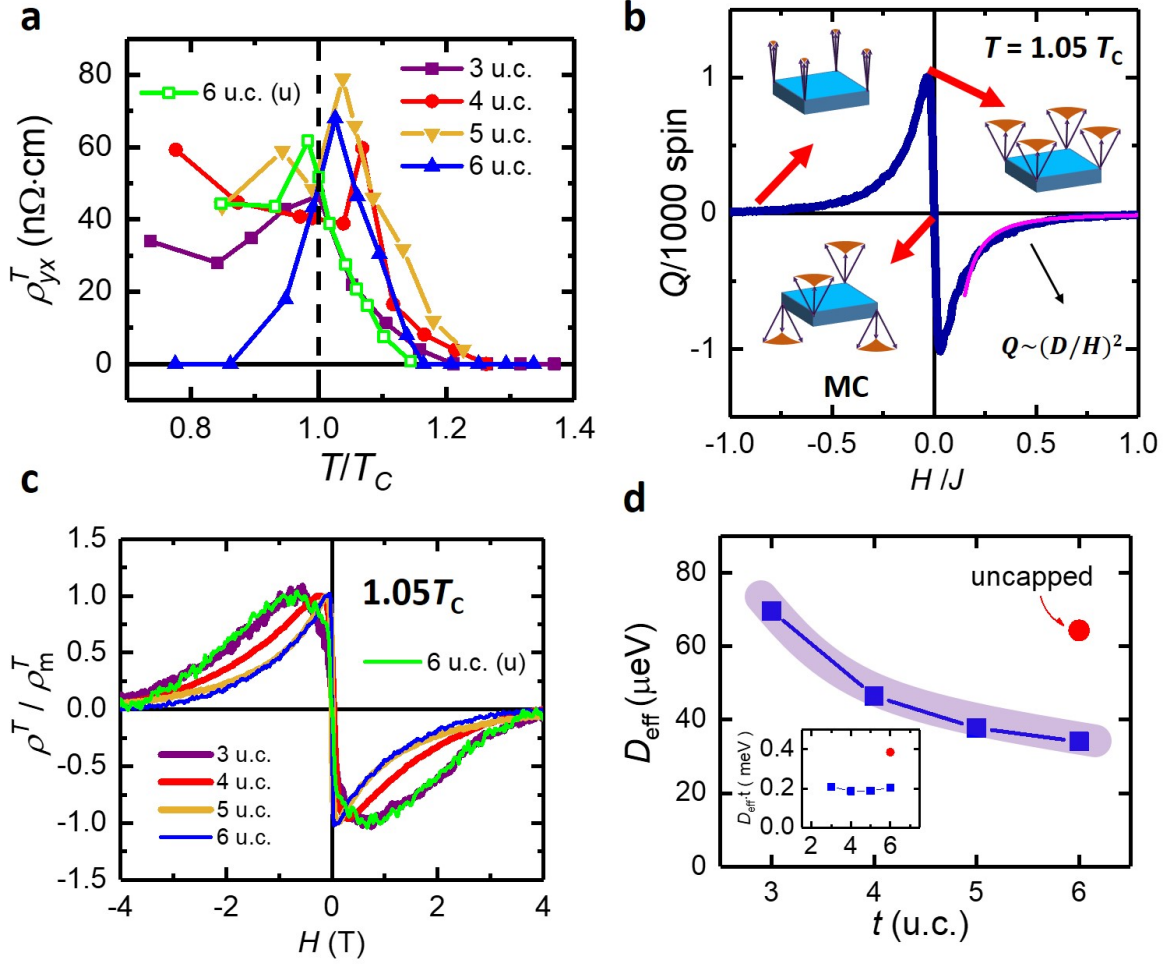 a
ρ^T_yx (nΩ·cm)
80
60
40
20
0
6 u.c. (u)
3 u.c.
4 u.c.
5 u.c.
6 u.c.
0.8 1.0 1.2 1.4
T/T_C
b
T = 1.05 T_C
Q/1000 spin
1
0
-1
Q~(D/H)²
MC
-1.0 -0.5 0.0 0.5 1.0
H /J
c
ρ^T / ρ^T_m
1.5
1.0
0.5
0.0
-0.5
-1.0
-1.5
1.05T_C
6 u.c. (u)
3 u.c.
4 u.c.
5 u.c.
6 u.c.
-4 -2 0 2 4
H (T)
d
D_eff (µeV)
80
60
40
20
0
uncapped
D_eff·t ( meV)
0.4
0.2
0.0
2 4 6
3 4 5 6
t (u.c.)